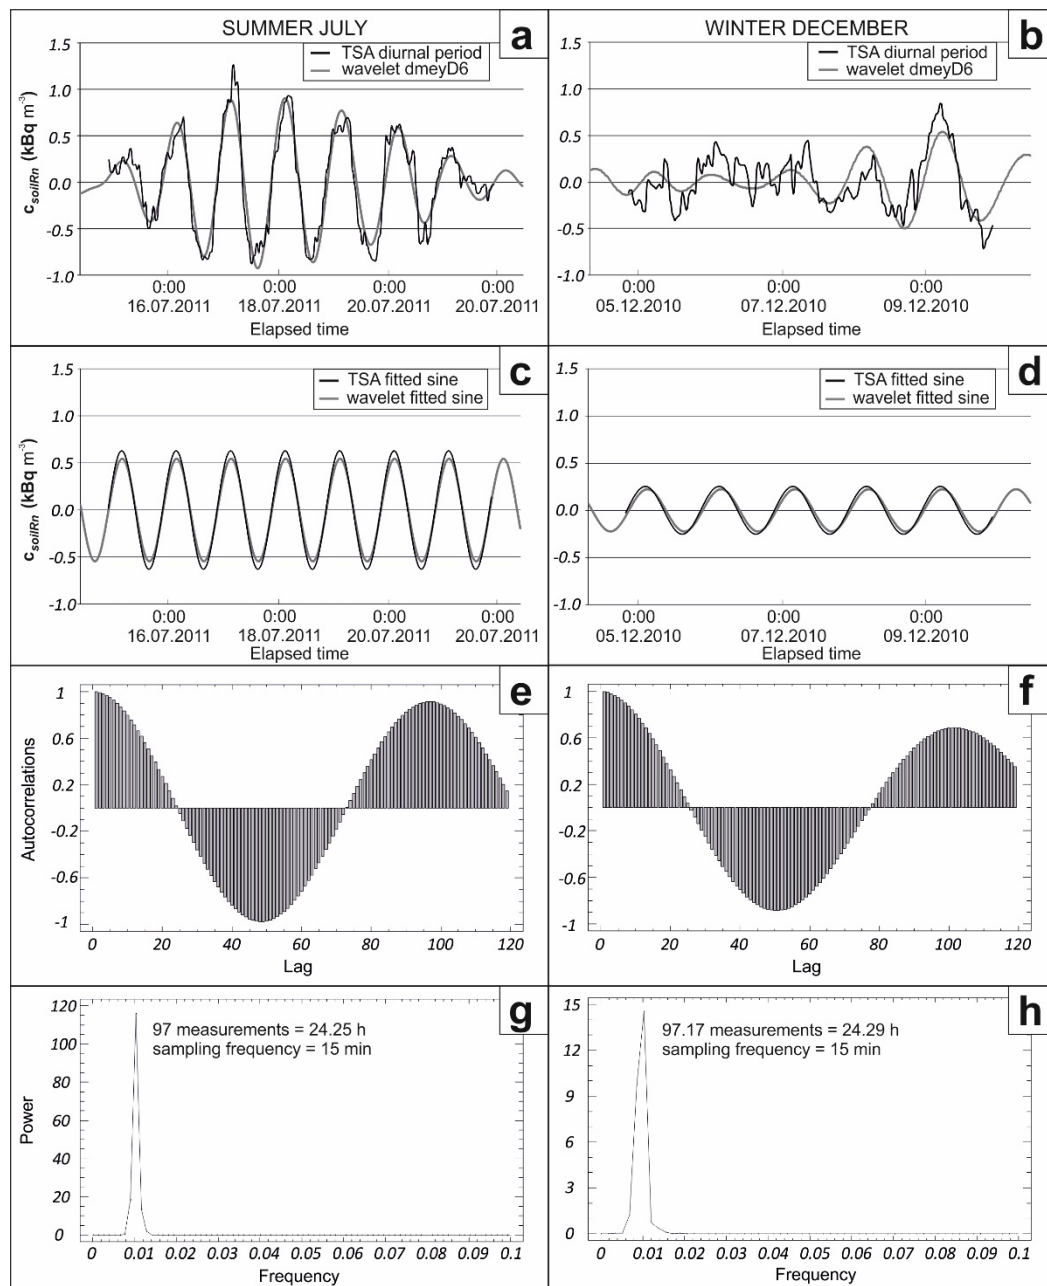 SUMMER JULY
a
TSA diurnal period
wavelet dmeyD6
c_soilRn (kBq m⁻³)
1.5
1.0
0.5
0.0
-0.5
-1.0
0:00 0:00 0:00 0:00
16.07.2011 18.07.2011 20.07.2011 20.07.2011
Elapsed time
WINTER DECEMBER
b
TSA diurnal period
wavelet dmeyD6
1.5
1.0
0.5
0.0
-0.5
-1.0
0:00 0:00 0:00
05.12.2010 07.12.2010 09.12.2010
Elapsed time
c
TSA fitted sine
wavelet fitted sine
c_soilRn (kBq m⁻³)
1.5
1.0
0.5
0.0
-0.5
-1.0
0:00 0:00 0:00 0:00
16.07.2011 18.07.2011 20.07.2011 20.07.2011
Elapsed time
d
TSA fitted sine
wavelet fitted sine
1.5
1.0
0.5
0.0
-0.5
-1.0
0:00 0:00 0:00
05.12.2010 07.12.2010 09.12.2010
Elapsed time
e
Autocorrelations
1
0.6
0.2
-0.2
-0.6
-1
0 20 40 60 80 100 120
Lag
f
1
0.6
0.2
-0.2
-0.6
-1
0 20 40 60 80 100 120
Lag
g
97 measurements = 24.25 h
sampling frequency = 15 min
Power
120
100
80
60
40
20
0
0 0.01 0.02 0.03 0.04 0.05 0.06 0.07 0.08 0.09 0.1
Frequency
h
97.17 measurements = 24.29 h
sampling frequency = 15 min
15
12
9
6
3
0
0 0.01 0.02 0.03 0.04 0.05 0.06 0.07 0.08 0.09 0.1
Frequency